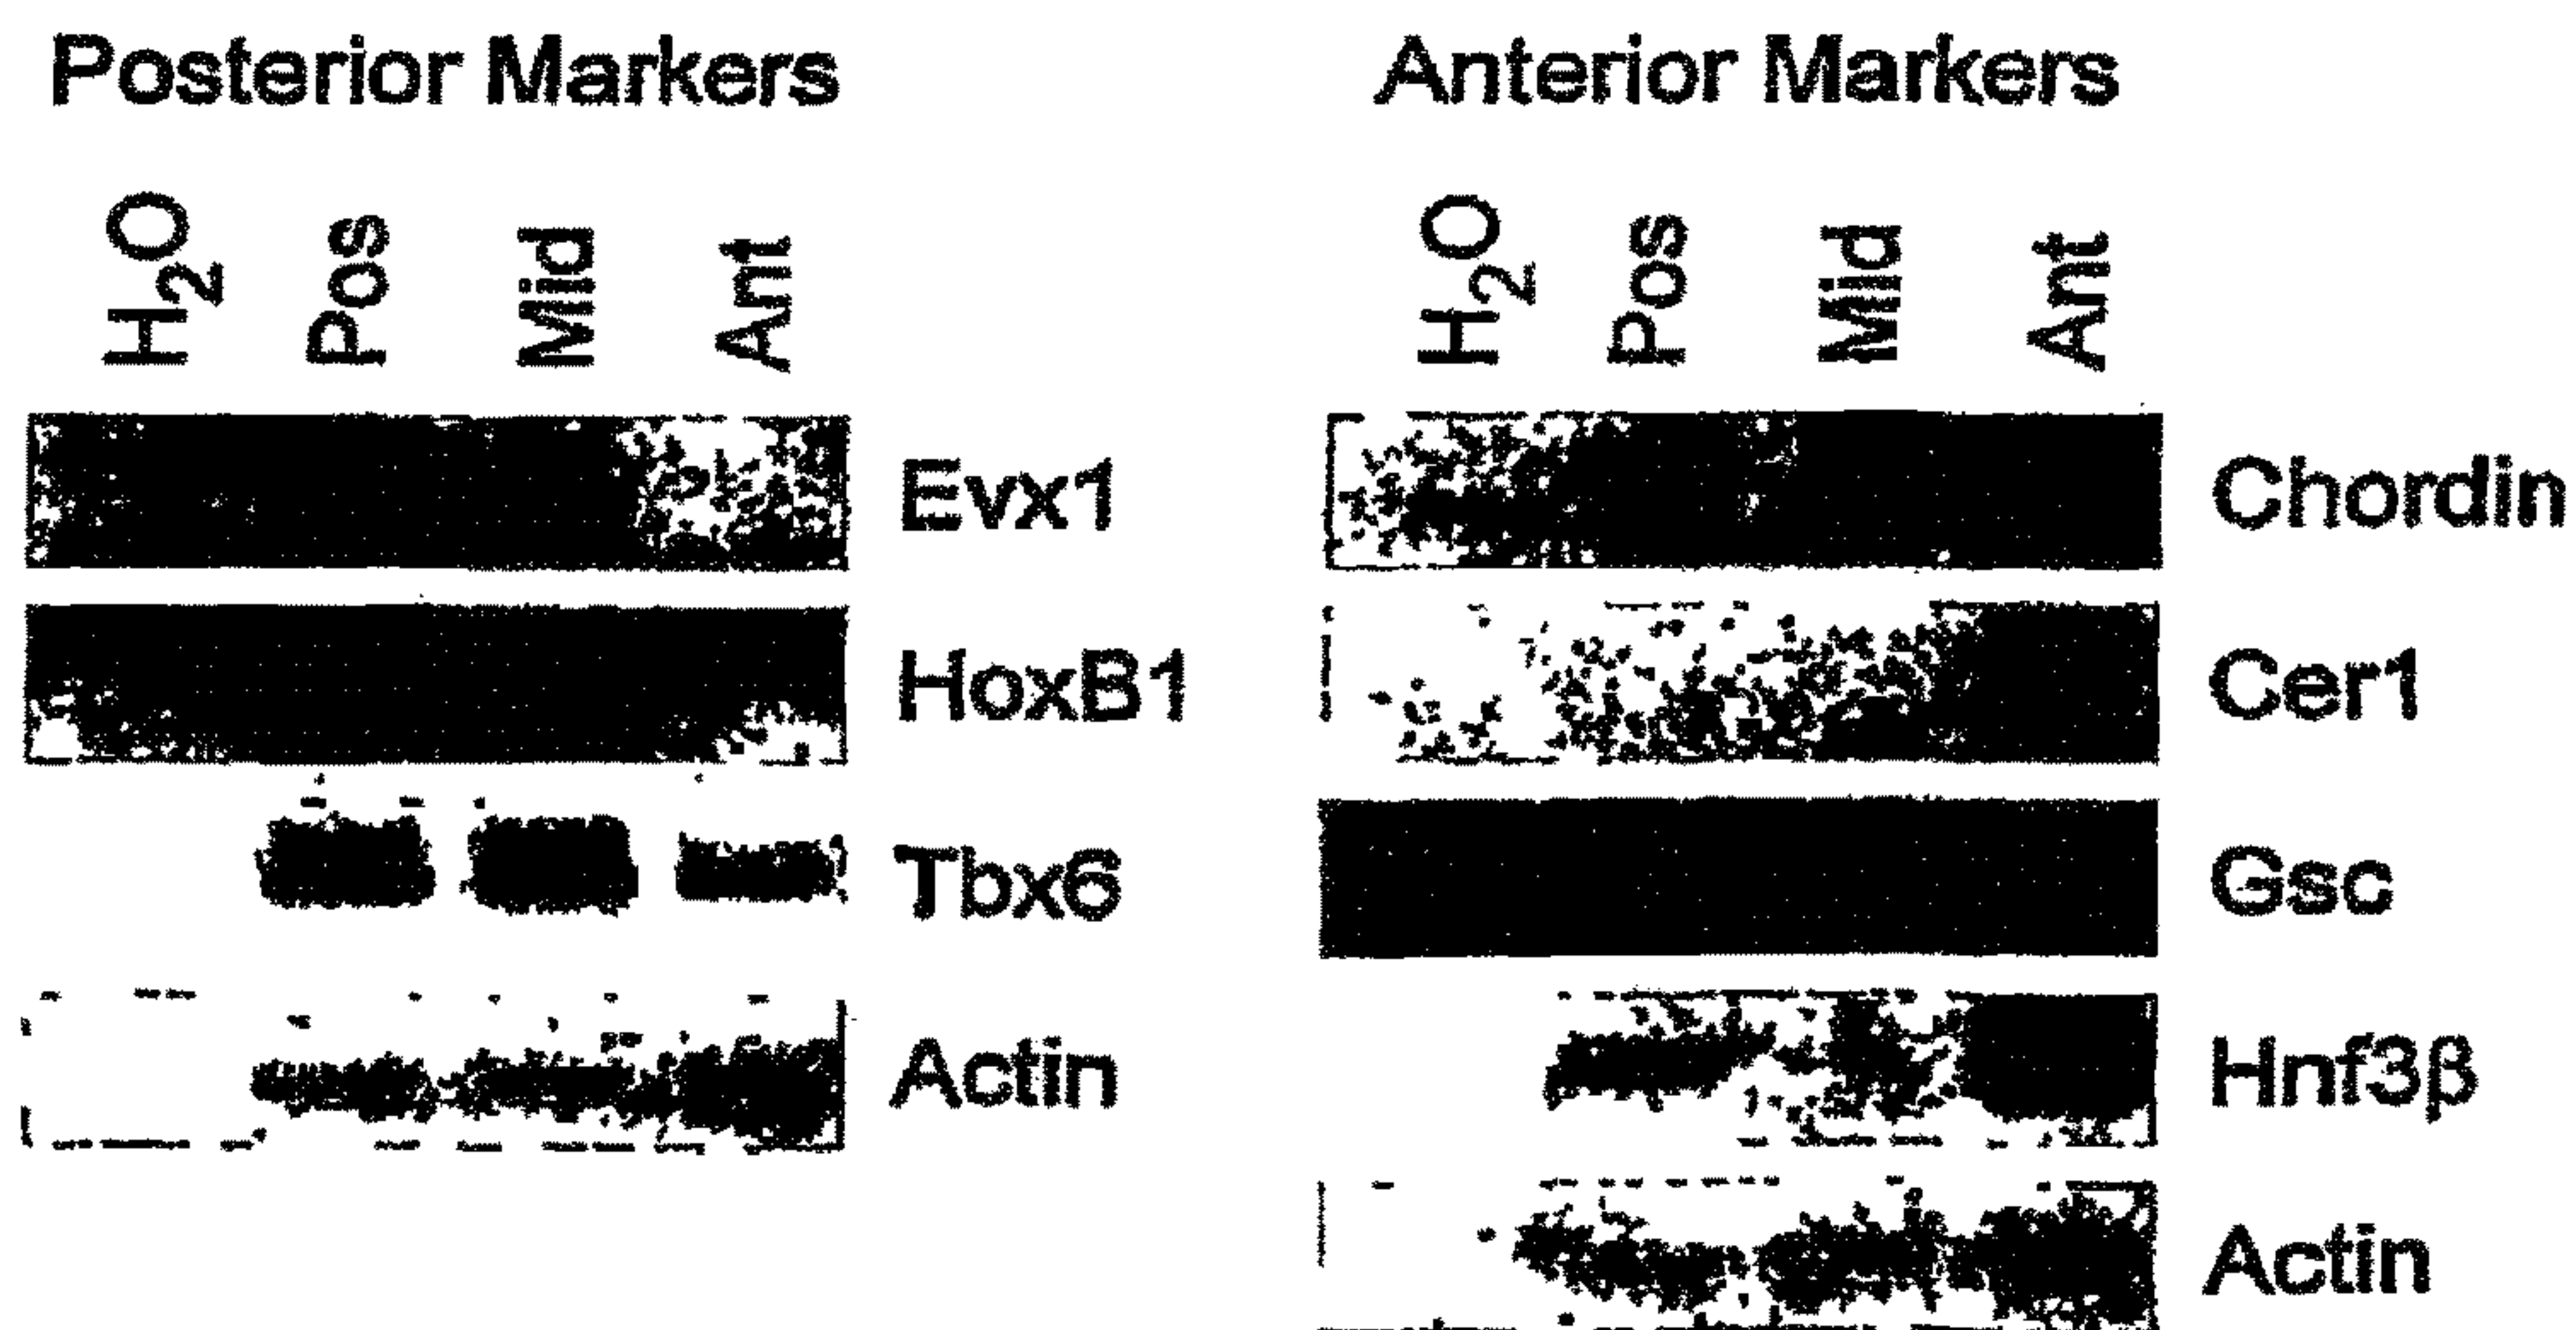 Posterior Markers
H₂O Pos Mid Ant
Evx1
HoxB1
Tbx6
Actin
Anterior Markers
H₂O Pos Mid Ant
Chordin
Cer1
Gsc
Hnf3β
Actin